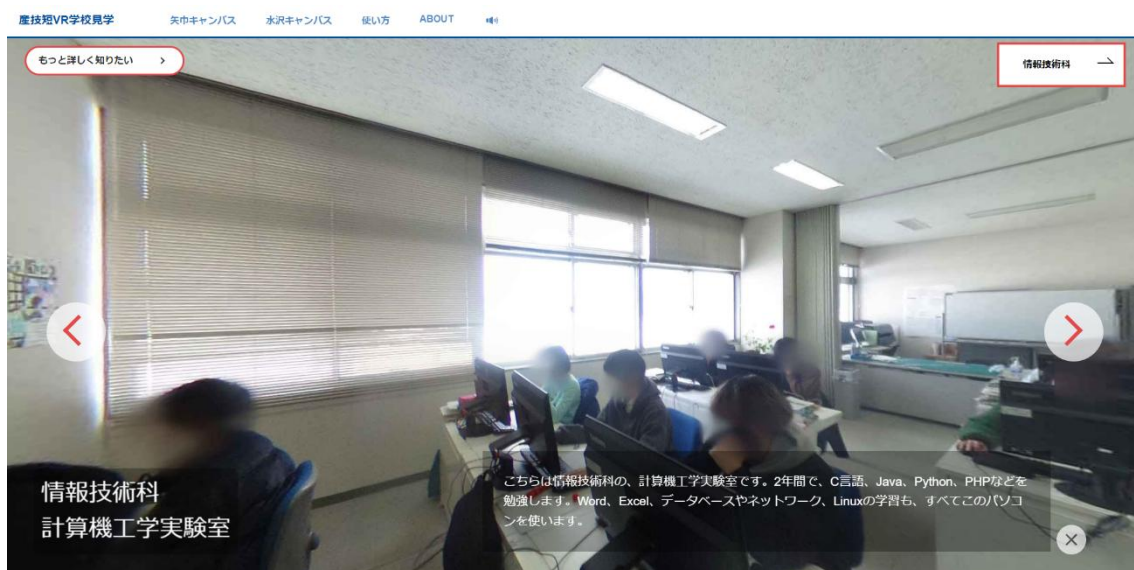 産技短VR学校見学
矢巾キャンパス
水沢キャンパス
使い方
ABOUT
もっと詳しく知りたい
情報技術科
情報技術科
計算機工学実験室
こちらは情報技術科の、計算機工学実験室です。2年間で、C言語、Java、Python、PHPなどを
勉強します。Word、Excel、データベースやネットワーク、Linuxの学習も、すべてこのパソコ
ンを使います。